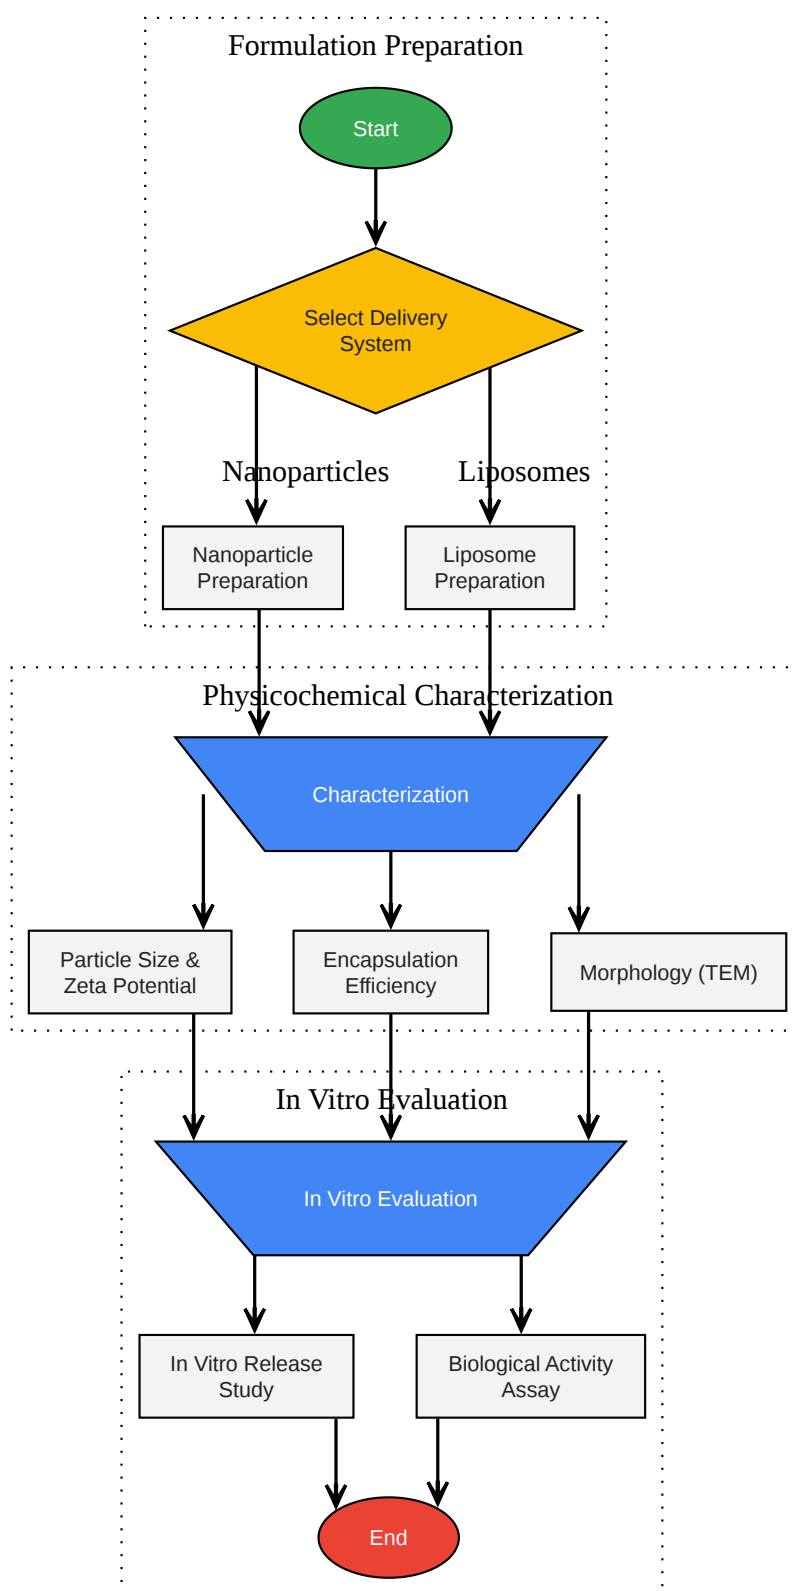 Formulation Preparation
Start
Select Delivery
System
Nanoparticles
Liposomes
Nanoparticle
Preparation
Liposome
Preparation
Physicochemical Characterization
Characterization
Particle Size &
Zeta Potential
Encapsulation
Efficiency
Morphology (TEM)
In Vitro Evaluation
In Vitro Evaluation
In Vitro Release
Study
Biological Activity
Assay
End